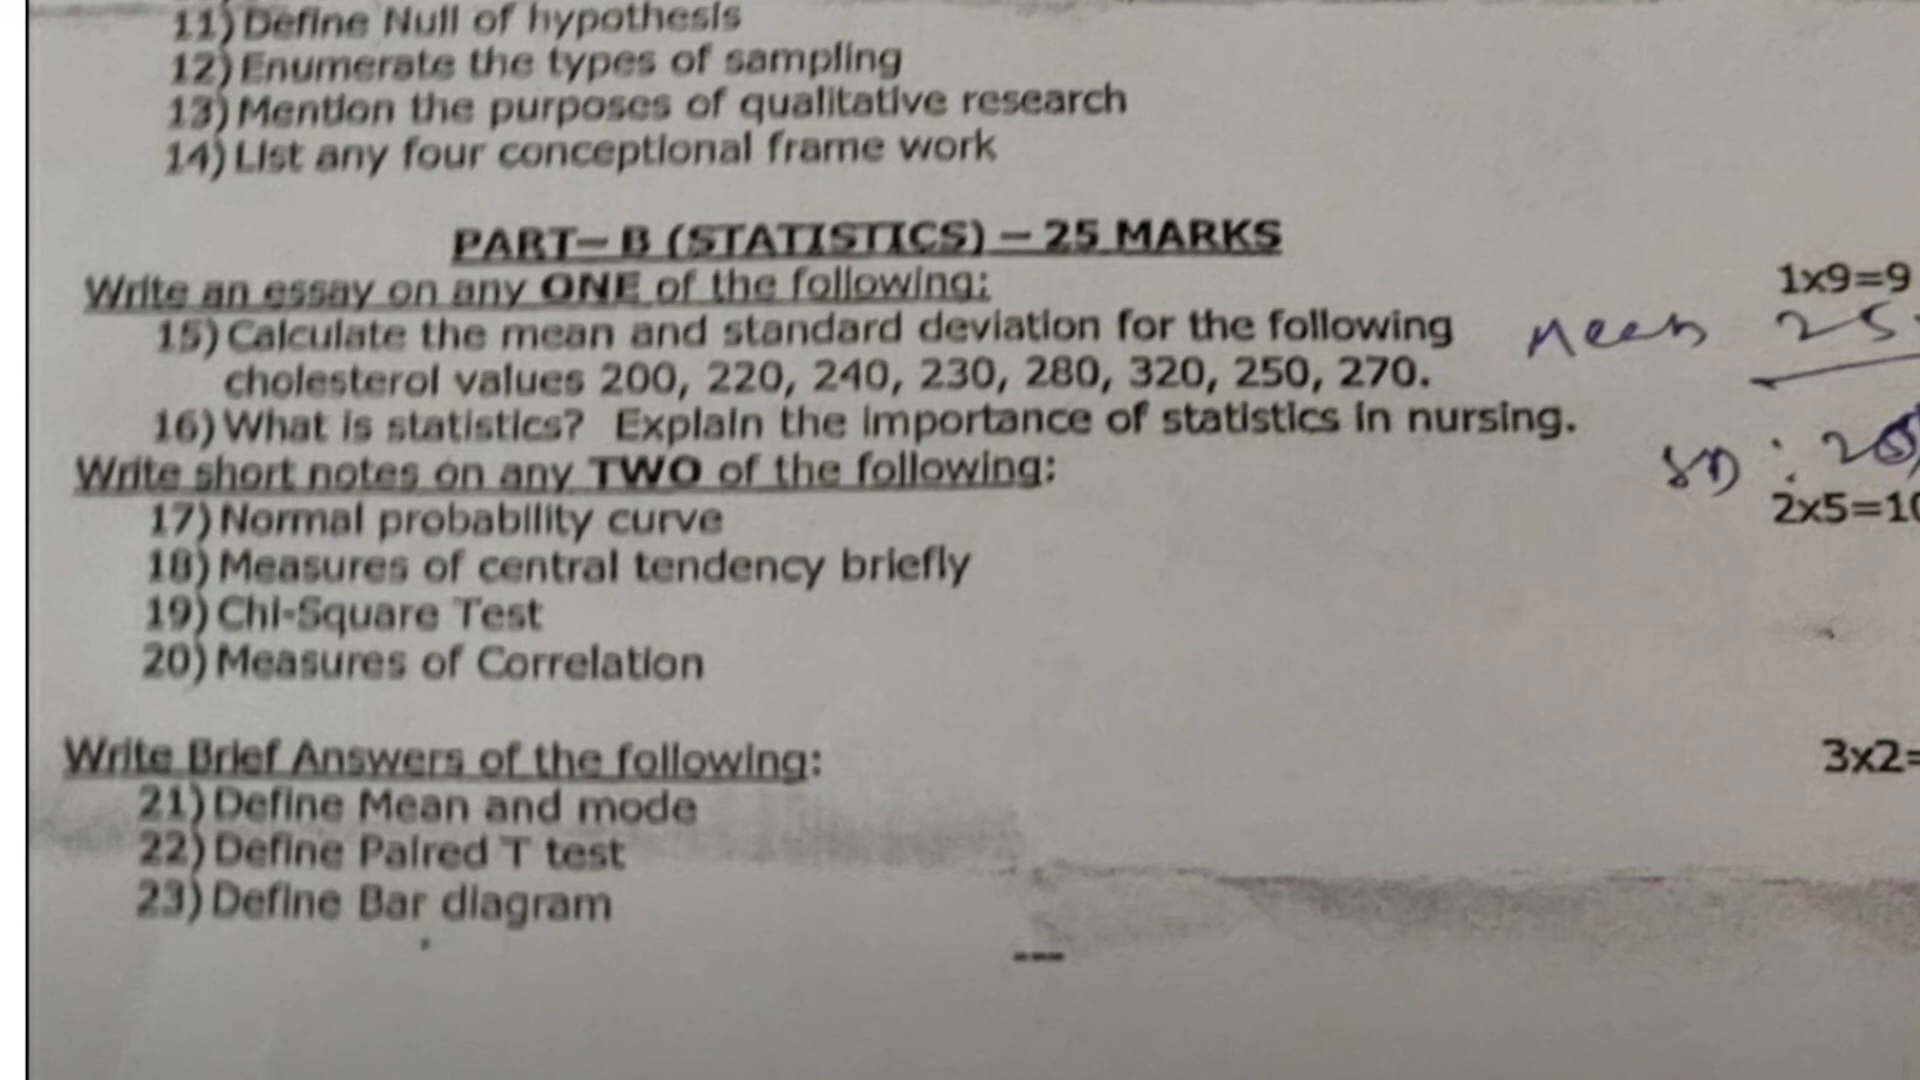 11) Define Null of hypothesis
12) Enumerate the types of sampling
13) Mention the purposes of qualitative research
14) List any four conceptional frame work
PART– B (STATISTICS) – 25 MARKS
Write an essay on any ONE of the following: 1x9=9
15) Calculate the mean and standard deviation for the following
cholesterol values 200, 220, 240, 230, 280, 320, 250, 270.
16) What is statistics? Explain the importance of statistics in nursing.
Write short notes on any TWO of the following: 2x5=10
17) Normal probability curve
18) Measures of central tendency briefly
19) Chi-Square Test
20) Measures of Correlation
Write Brief Answers of the following: 3x2=
21) Define Mean and mode
22) Define Paired T test
23) Define Bar diagram
---